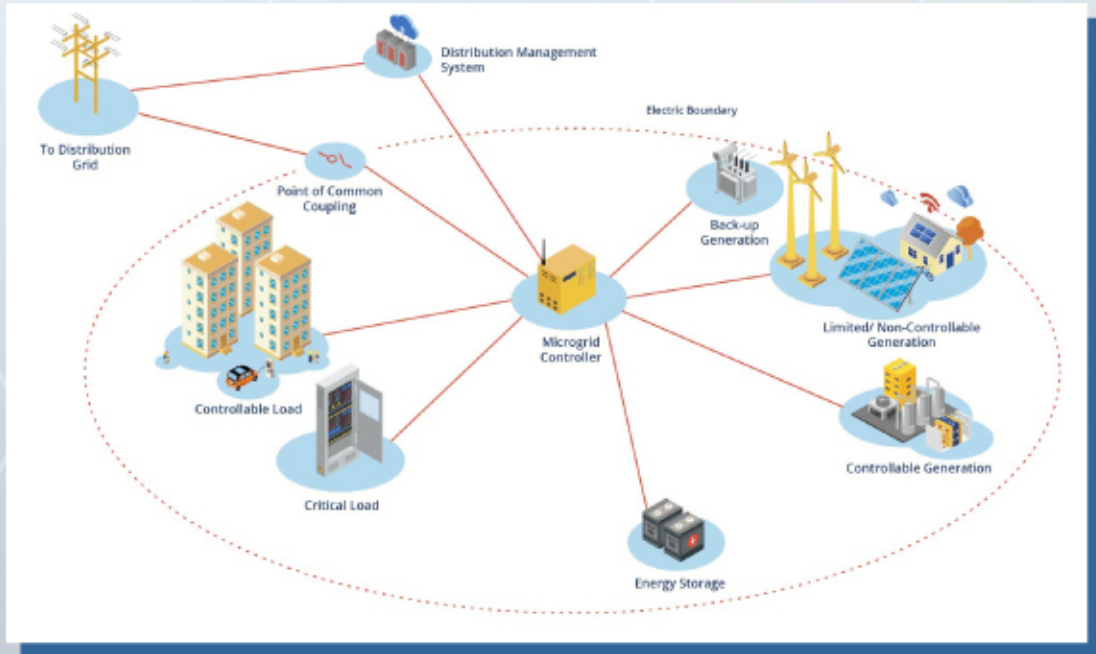 Distribution Management
System
Electric Boundary
To Distribution
Grid
Point of Common
Coupling
Back-up
Generation
Limited/ Non-Controllable
Generation
Microgrid
Controller
Controllable Load
Controllable Generation
Critical Load
Energy Storage